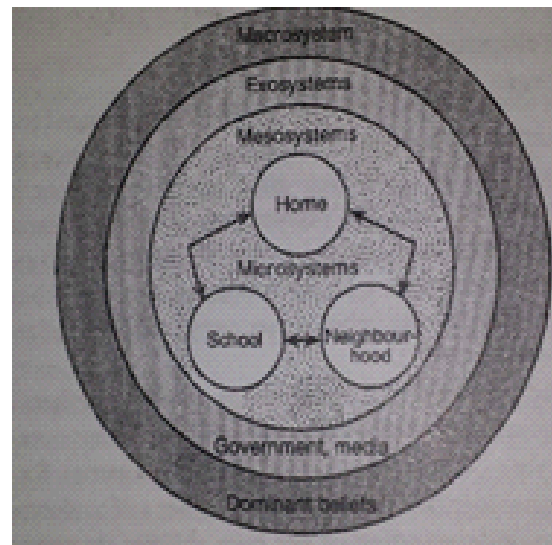 Macrosystem
Exosystems
Mesosystems
Home
Microsystems
School
Neighbour-
hood
Government, media
Dominant beliefs